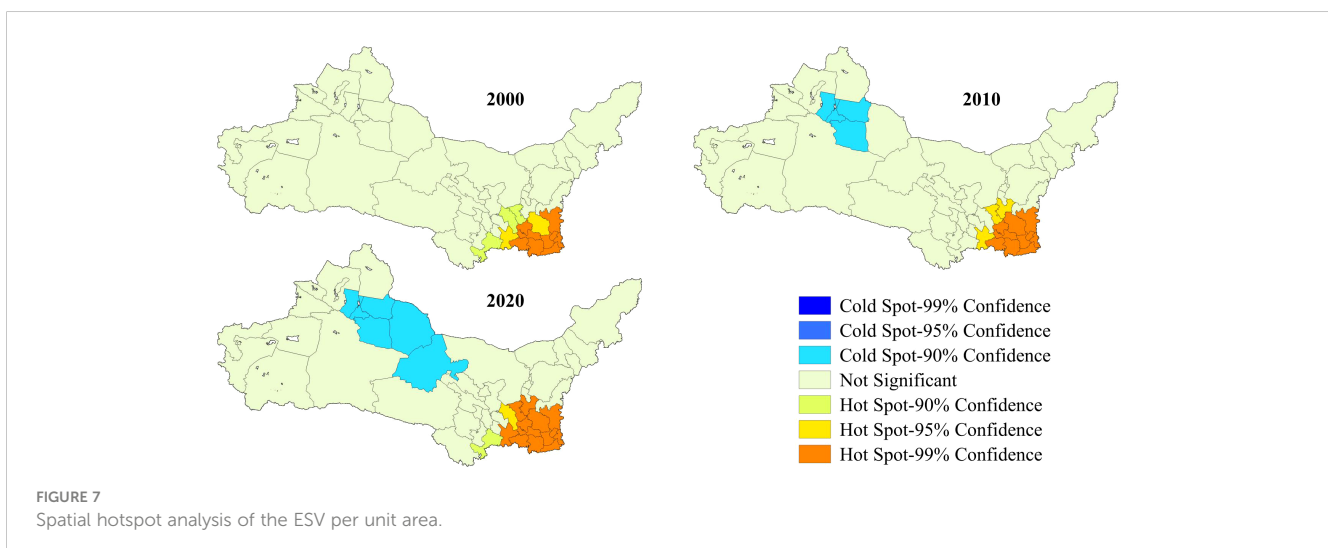 2000
2010
2020
Cold Spot-99% Confidence
Cold Spot-95% Confidence
Cold Spot-90% Confidence
Not Significant
Hot Spot-90% Confidence
Hot Spot-95% Confidence
Hot Spot-99% Confidence
FIGURE 7
Spatial hotspot analysis of the ESV per unit area.